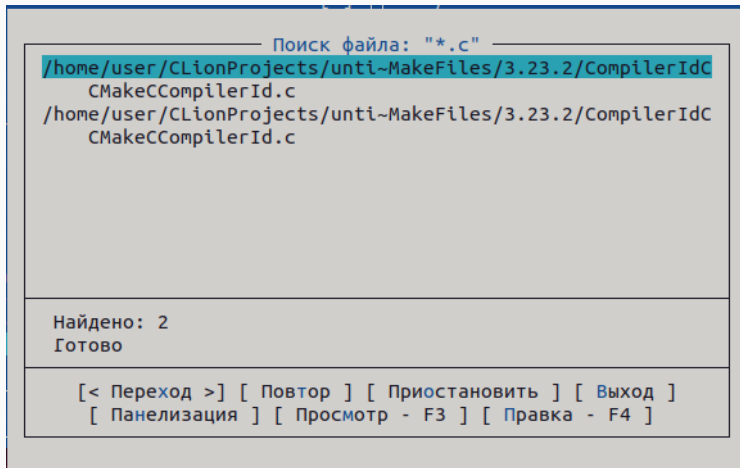 Поиск файла: "*.c"
/home/user/CLionProjects/unti~MakeFiles/3.23.2/CompilerIdC
CMakeCCompilerId.c
/home/user/CLionProjects/unti~MakeFiles/3.23.2/CompilerIdC
CMakeCCompilerId.c
Найдено: 2
Готово
[< Переход >] [ Повтор ] [ Приостановить ] [ Выход ]
[ Панелизация ] [ Просмотр - F3 ] [ Правка - F4 ]